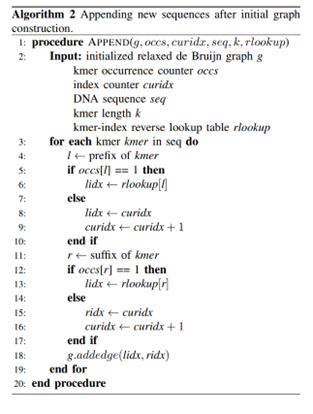 Algorithm 2 Appending new sequences after initial graph
construction.
1: procedure APPEND(g, occs, curidx, seq, k, rlookup)
2: Input: initialized relaxed de Bruijn graph g
kmer occurrence counter occs
index counter curidx
DNA sequence seq
kmer length k
kmer-index reverse lookup table rlookup
3: for each kmer kmer in seq do
4: l ← prefix of kmer
5: if occs[l] == 1 then
6: lidx ← rlookup[l]
7: else
8: lidx ← curidx
9: curidx ← curidx + 1
10: end if
11: r ← suffix of kmer
12: if occs[r] == 1 then
13: lidx ← rlookup[r]
14: else
15: ridx ← curidx
16: curidx ← curidx + 1
17: end if
18: g.addedge(lidx, ridx)
19: end for
20: end procedure